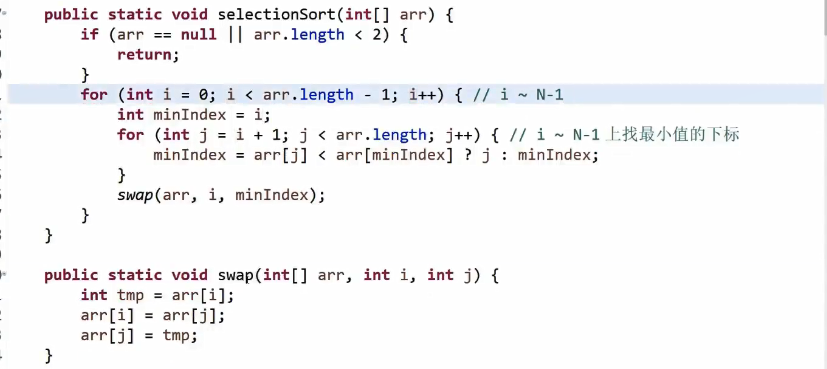 public static void selectionSort(int[] arr) {
    if (arr == null || arr.length < 2) {
        return;
    }
    for (int i = 0; i < arr.length - 1; i++) { // i ~ N-1
        int minIndex = i;
        for (int j = i + 1; j < arr.length; j++) { // i ~ N-1 上找最小值的下标
            minIndex = arr[j] < arr[minIndex] ? j : minIndex;
        }
        swap(arr, i, minIndex);
    }
}
public static void swap(int[] arr, int i, int j) {
    int tmp = arr[i];
    arr[i] = arr[j];
    arr[j] = tmp;
}